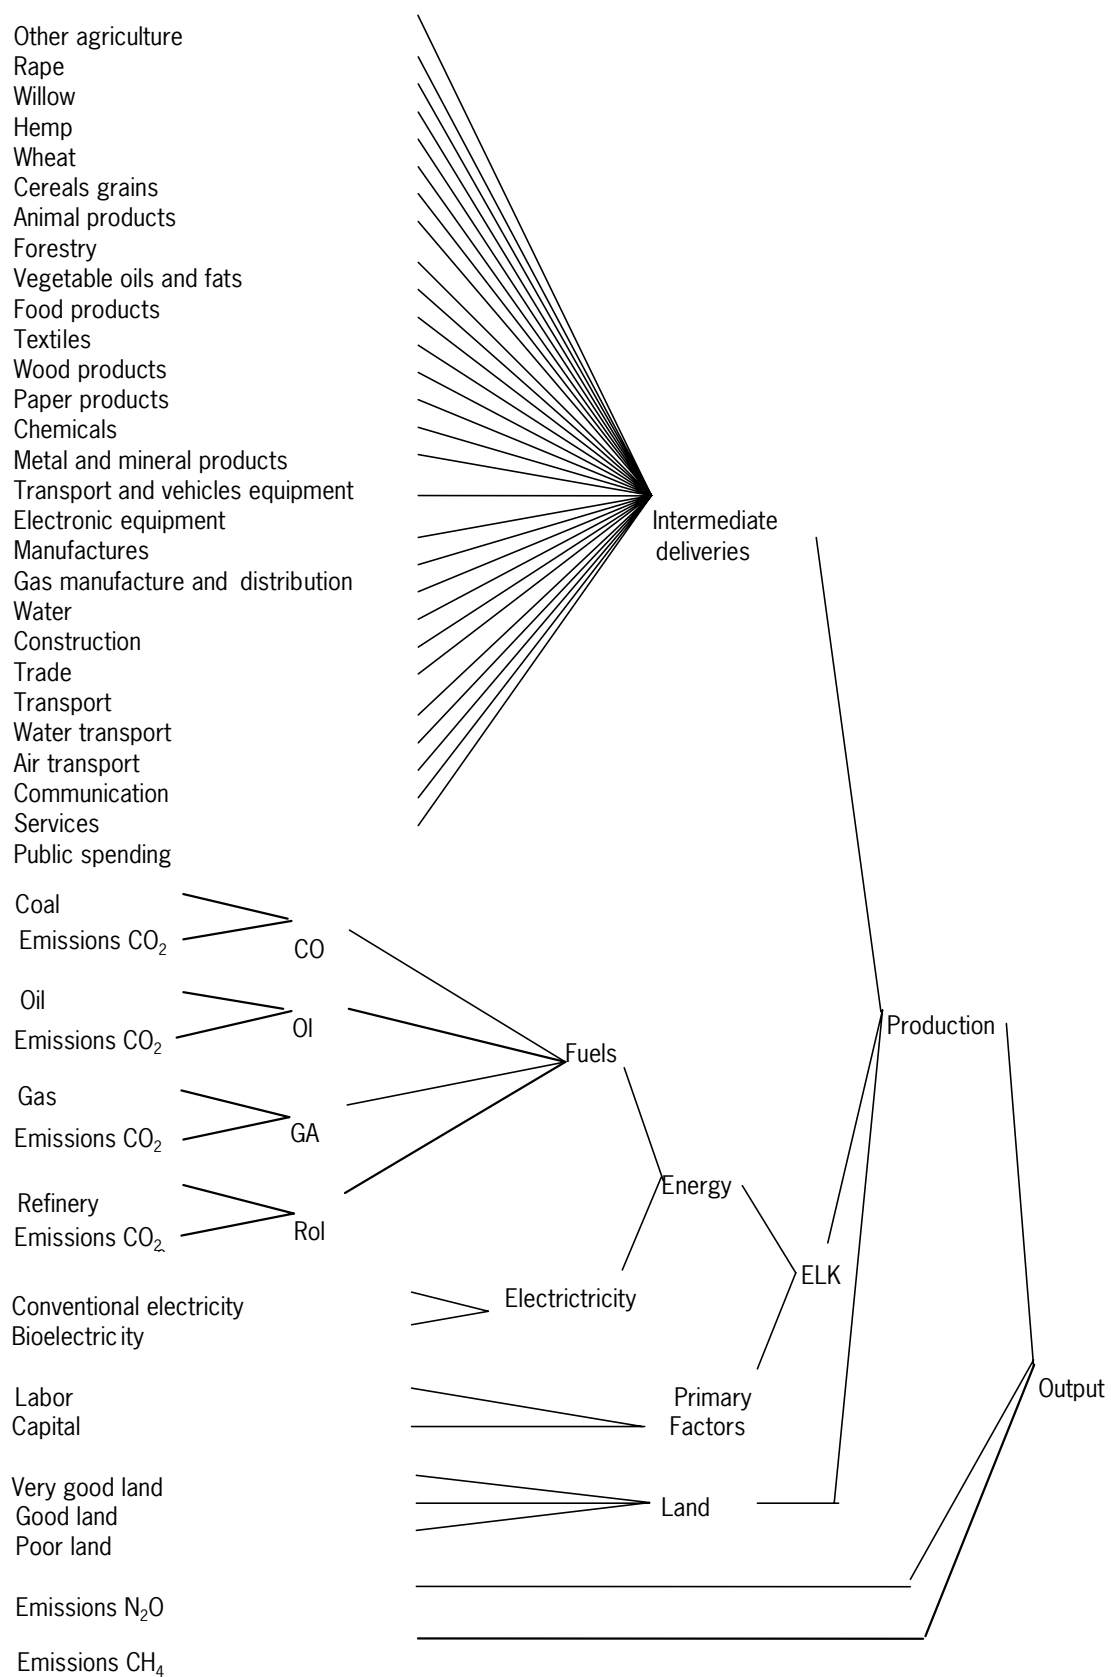 Other agriculture
Rape
Willow
Hemp
Wheat
Cereals grains
Animal products
Forestry
Vegetable oils and fats
Food products
Textiles
Wood products
Paper products
Chemicals
Metal and mineral products
Transport and vehicles equipment
Electronic equipment
Manufactures
Gas manufacture and distribution
Water
Construction
Trade
Transport
Water transport
Air transport
Communication
Services
Public spending
Intermediate
deliveries
Coal
Emissions CO₂
CO
Oil
Emissions CO₂
OI
Gas
Emissions CO₂
GA
Refinery
Emissions CO₂
RoI
Fuels
Energy
Production
Conventional electricity
Bioelectricity
Electrictricity
ELK
Labor
Capital
Primary
Factors
Output
Very good land
Good land
Poor land
Land
Emissions N₂O
Emissions CH₄